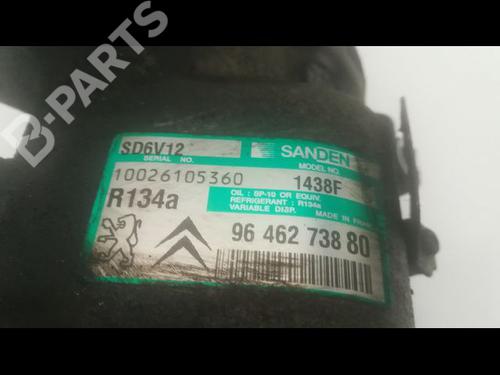 B-PARTS
SD6V12
SANDEN
SERIAL NO.
MODEL NO.
10026105360
1438F
R134a
OIL : SP-10 OR EQUIV.
REFRIGERANT : R134a
VARIABLE DISP.
MADE IN FRANCE
96 462 738 80